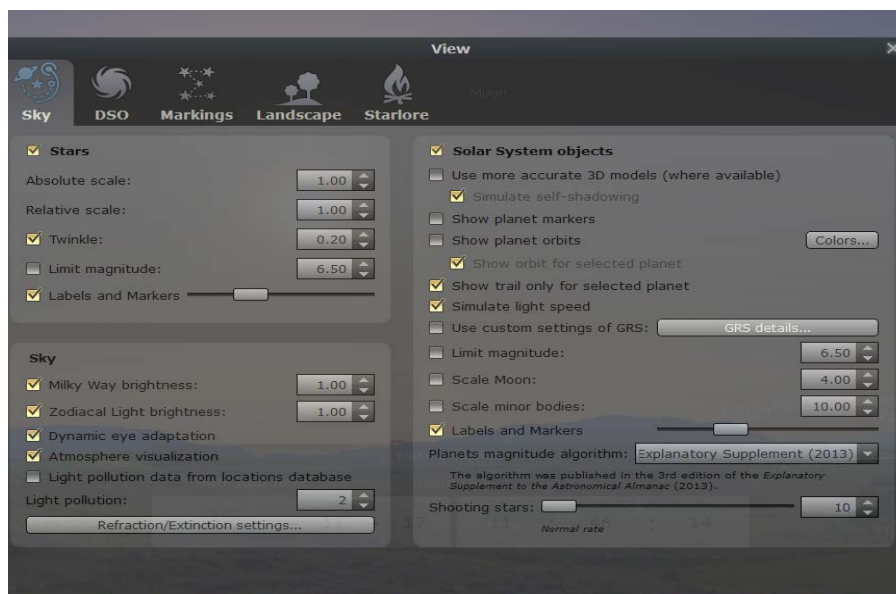 View
Moon
Sky DSO Markings Landscape Starlore
Stars
Absolute scale: 1.00
Relative scale: 1.00
Twinkle: 0.20
Limit magnitude: 6.50
Labels and Markers
Sky
Milky Way brightness: 1.00
Zodiacal Light brightness: 1.00
Dynamic eye adaptation
Atmosphere visualization
Light pollution data from locations database
Light pollution: 2
Refraction/Extinction settings...
Solar System objects
Use more accurate 3D models (where available)
Simulate self-shadowing
Show planet markers
Show planet orbits Colors...
Show orbit for selected planet
Show trail only for selected planet
Simulate light speed
Use custom settings of GRS: GRS details...
Limit magnitude: 6.50
Scale Moon: 4.00
Scale minor bodies: 10.00
Labels and Markers
Planets magnitude algorithm: Explanatory Supplement (2013)
The algorithm was published in the 3rd edition of the Explanatory
Supplement to the Astronomical Almanac (2013).
Shooting stars: 10
Normal rate